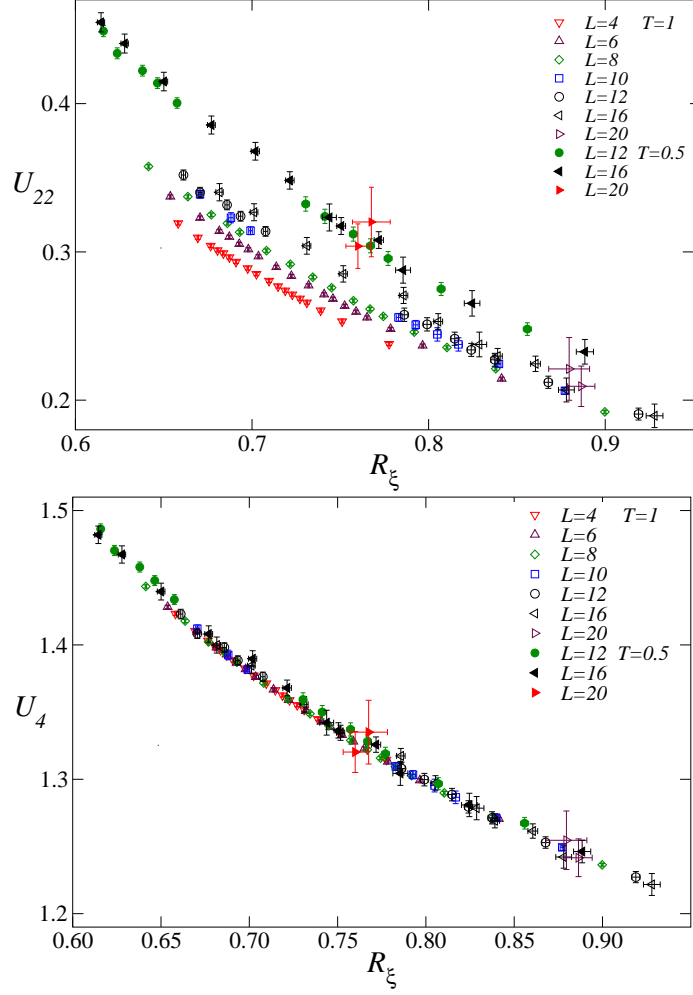 0.4
0.3
0.2
U22
L=4 T=1
L=6
L=8
L=10
L=12
L=16
L=20
L=12 T=0.5
L=16
L=20
0.6 0.7 0.8 0.9
Rξ
1.5
1.4
1.3
1.2
U4
L=4 T=1
L=6
L=8
L=10
L=12
L=16
L=20
L=12 T=0.5
L=16
L=20
0.60 0.65 0.70 0.75 0.80 0.85 0.90
Rξ